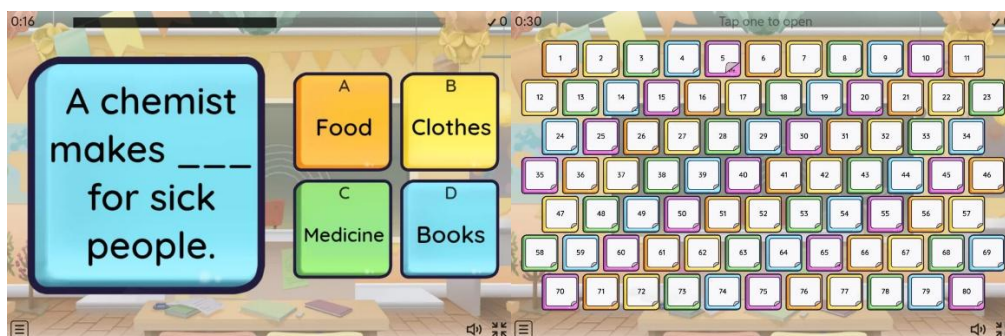 0:16
✓ 0
A chemist
makes ___
for sick
people.
A
Food
B
Clothes
C
Medicine
D
Books
0:30
Tap one to open
1 2 3 4 5 6 7 8 9 10 11
12 13 14 15 16 17 18 19 20 21 22 23
24 25 26 27 28 29 30 31 32 33 34
35 36 37 38 39 40 41 42 43 44 45 46
47 48 49 50 51 52 53 54 55 56 57
58 59 60 61 62 63 64 65 66 67 68 69
70 71 72 73 74 75 76 77 78 79 80